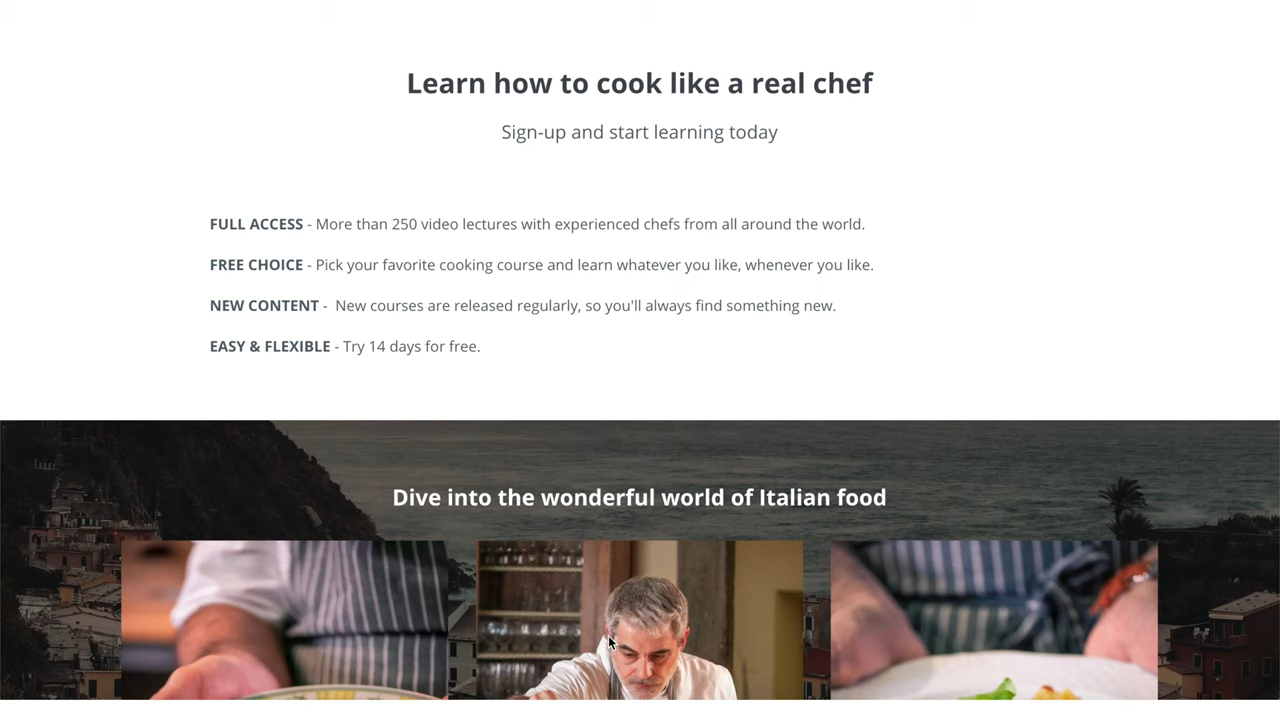 Learn how to cook like a real chef
Sign-up and start learning today
FULL ACCESS - More than 250 video lectures with experienced chefs from all around the world.
FREE CHOICE - Pick your favorite cooking course and learn whatever you like, whenever you like.
NEW CONTENT -  New courses are released regularly, so you'll always find something new.
EASY & FLEXIBLE - Try 14 days for free.
Dive into the wonderful world of Italian food